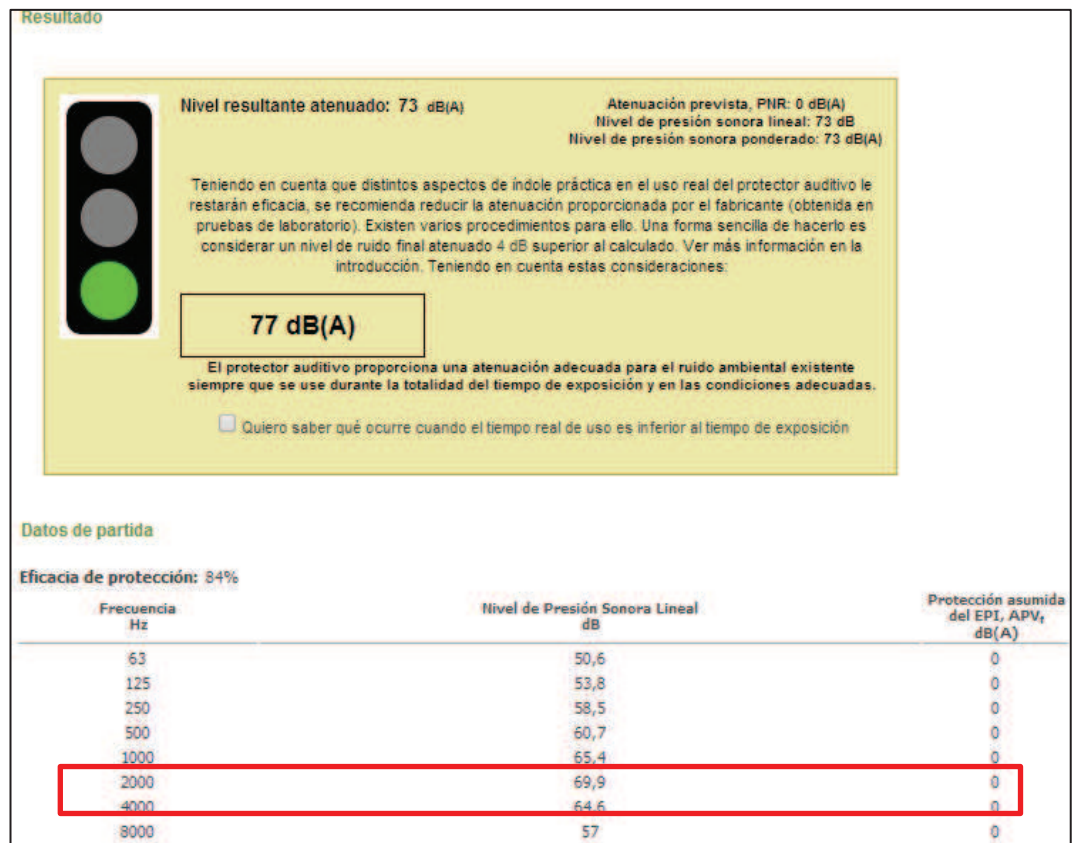 Resultado
Nivel resultante atenuado: 73 dB(A)
Atenuación prevista, PNR: 0 dB(A)
Nivel de presión sonora lineal: 73 dB
Nivel de presión sonora ponderado: 73 dB(A)
Teniendo en cuenta que distintos aspectos de índole práctica en el uso real del protector auditivo le
restarán eficacia, se recomienda reducir la atenuación proporcionada por el fabricante (obtenida en
pruebas de laboratorio). Existen varios procedimientos para ello. Una forma sencilla de hacerlo es
considerar un nivel de ruido final atenuado 4 dB superior al calculado. Ver más información en la
introducción. Teniendo en cuenta estas consideraciones:
77 dB(A)
El protector auditivo proporciona una atenuación adecuada para el ruido ambiental existente
siempre que se use durante la totalidad del tiempo de exposición y en las condiciones adecuadas.
Quiero saber qué ocurre cuando el tiempo real de uso es inferior al tiempo de exposición
Datos de partida
Eficacia de protección: 84%
Frecuencia Hz Nivel de Presión Sonora Lineal dB Protección asumida del EPI, APVf dB(A)
63 50,6 0
125 53,8 0
250 58,5 0
500 60,7 0
1000 65,4 0
2000 69,9 0
4000 64,6 0
8000 57 0